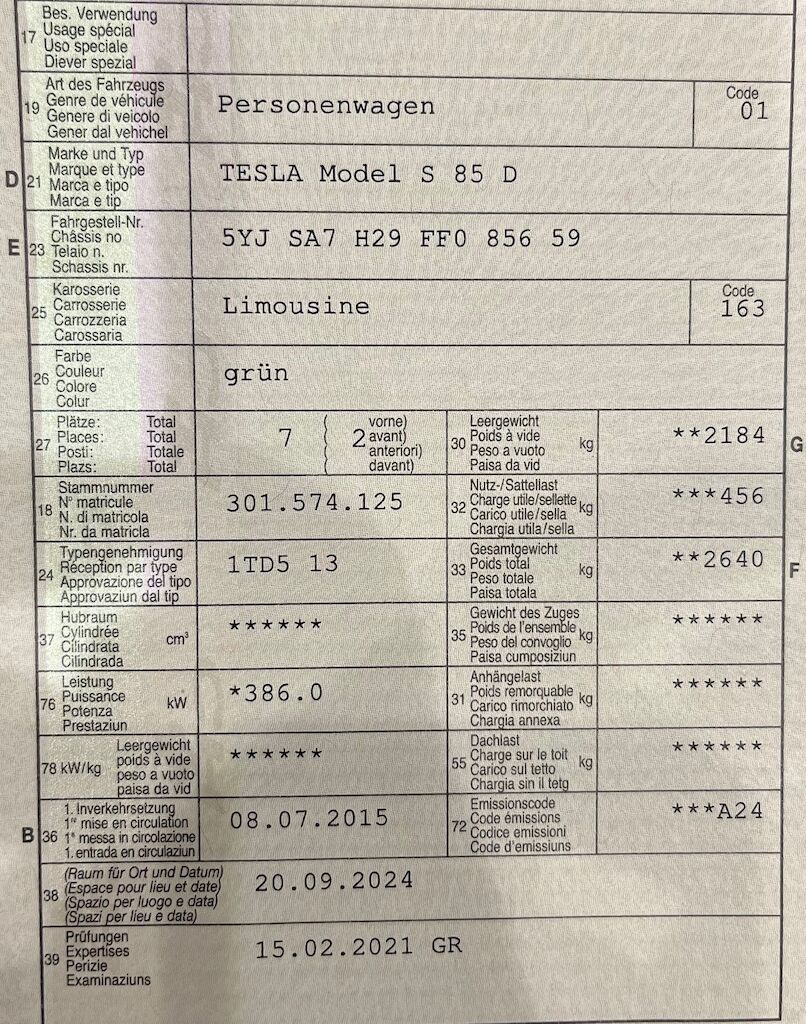 17 Bes. Verwendung
Usage spécial
Uso speciale
Diever spezial
19 Art des Fahrzeugs
Genre de véhicule
Genere di veicolo
Gener dal vehichel
Personenwagen
Code
01
D 21 Marke und Typ
Marque et type
Marca e tipo
Marca e tip
TESLA Model S 85 D
E 23 Fahrgestell-Nr.
Châssis no
Telaio n.
Schassis nr.
5YJ SA7 H29 FF0 856 59
25 Karosserie
Carrosserie
Carrozzeria
Carossaria
Limousine
Code
163
26 Farbe
Couleur
Colore
Colur
grün
27 Plätze: Total
Places: Total
Posti: Totale
Plazs: Total
7 ( 2 vorne)
( avant)
( anteriori)
( davant)
30 Leergewicht
Poids à vide
Peso a vuoto
Paisa da vid
kg
**2184 G
18 Stammnummer
N° matricule
N. di matricola
Nr. da matricla
301.574.125
32 Nutz-/Sattellast
Charge utile/sellette
Carico utile/sella
Chargia utila/sella
kg
***456
24 Typengenehmigung
Réception par type
Approvazione del tipo
Approvaziun dal tip
1TD5 13
33 Gesamtgewicht
Poids total
Peso totale
Paisa totala
kg
**2640 F
37 Hubraum
Cylindrée
Cilindrata
Cilindrada
cm³
******
35 Gewicht des Zuges
Poids de l'ensemble
Peso del convoglio
Paisa cumposiziun
kg
******
76 Leistung
Puissance
Potenza
Prestaziun
kW
*386.0
31 Anhängelast
Poids remorquable
Carico rimorchiato
Chargia annexa
kg
******
78 kW/kg Leergewicht
poids à vide
peso a vuoto
paisa da vid
******
55 Dachlast
Charge sur le toit
Carico sul tetto
Chargia sin il tetg
kg
******
B 36 1. Inverkehrsetzung
1re mise en circulation
1a messa in circolazione
1. entrada en circulaziun
08.07.2015
72 Emissionscode
Code émissions
Codice emissioni
Code d'emissiuns
***A24
38 (Raum für Ort und Datum)
(Espace pour lieu et date)
(Spazio per luogo e data)
(Spazi per lieu e data)
20.09.2024
39 Prüfungen
Expertises
Perizie
Examinaziuns
15.02.2021 GR